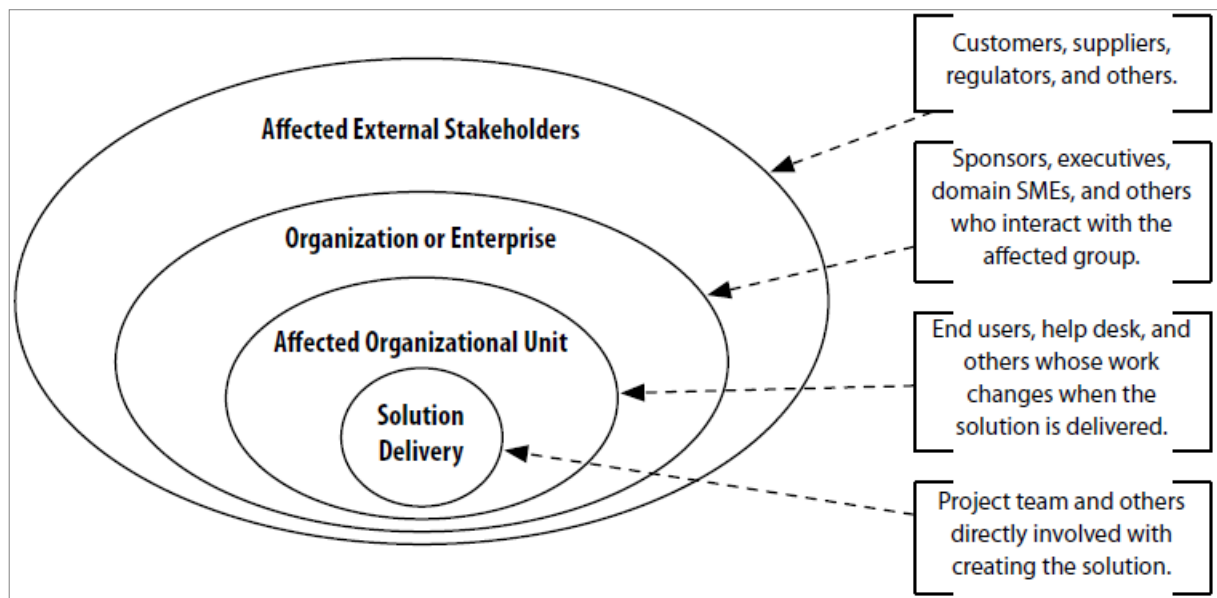 Affected External Stakeholders
Organization or Enterprise
Affected Organizational Unit
Solution
Delivery
Customers, suppliers,
regulators, and others.
Sponsors, executives,
domain SMEs, and others
who interact with the
affected group.
End users, help desk, and
others whose work
changes when the
solution is delivered.
Project team and others
directly involved with
creating the solution.